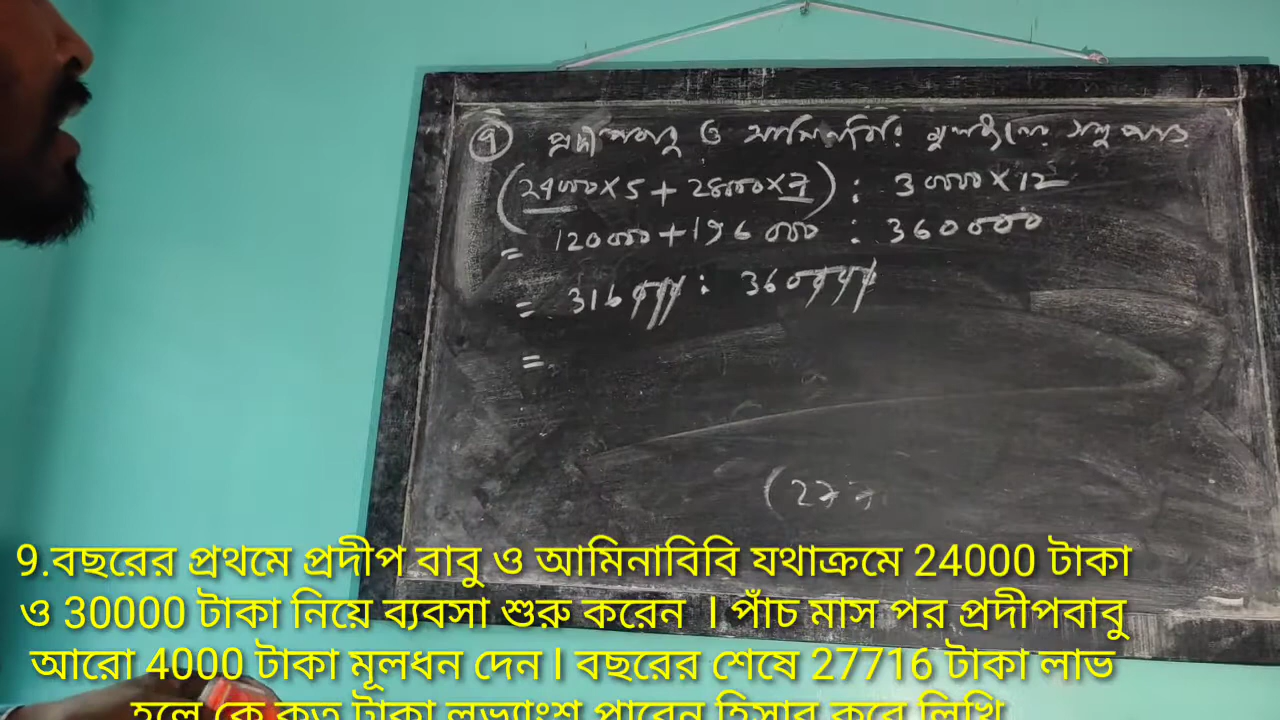 ৭ প্রদীপবাবু ও আমিনাবিবির মূলধনের অনুপাত
(24000×5+28000×7) : 30000×12
= 120000+196000 : 360000
= 316000 : 360000
=
(277
9.বছরের প্রথমে প্রদীপ বাবু ও আমিনাবিবি যথাক্রমে 24000 টাকা
ও 30000 টাকা নিয়ে ব্যবসা শুরু করেন । পাঁচ মাস পর প্রদীপবাবু
আরো 4000 টাকা মূলধন দেন। বছরের শেষে 27716 টাকা লাভ
হলে কে কত টাকা লভ্যাংশ পাবেন হিসাব করে লিখি